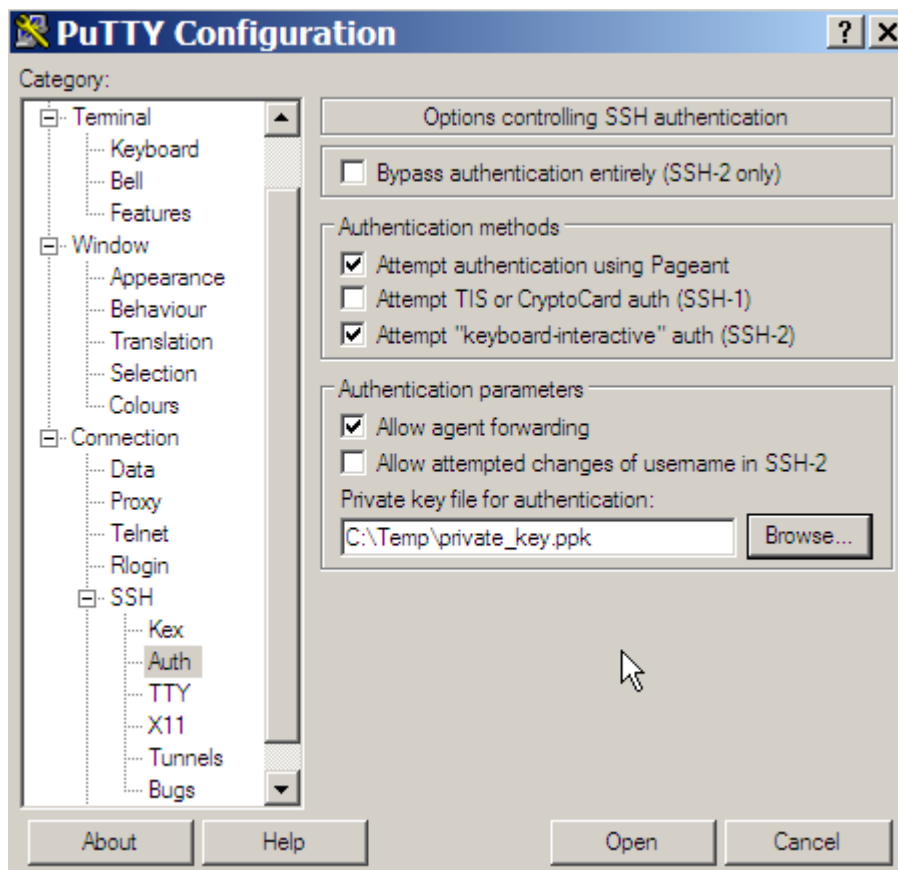 PuTTY Configuration
Category:
Terminal
Keyboard
Bell
Features
Window
Appearance
Behaviour
Translation
Selection
Colours
Connection
Data
Proxy
Telnet
Rlogin
SSH
Kex
Auth
TTY
X11
Tunnels
Bugs
Options controlling SSH authentication
Bypass authentication entirely (SSH-2 only)
Authentication methods
Attempt authentication using Pageant
Attempt TIS or CryptoCard auth (SSH-1)
Attempt "keyboard-interactive" auth (SSH-2)
Authentication parameters
Allow agent forwarding
Allow attempted changes of username in SSH-2
Private key file for authentication:
C:\Temp\private_key.ppk
Browse...
About
Help
Open
Cancel